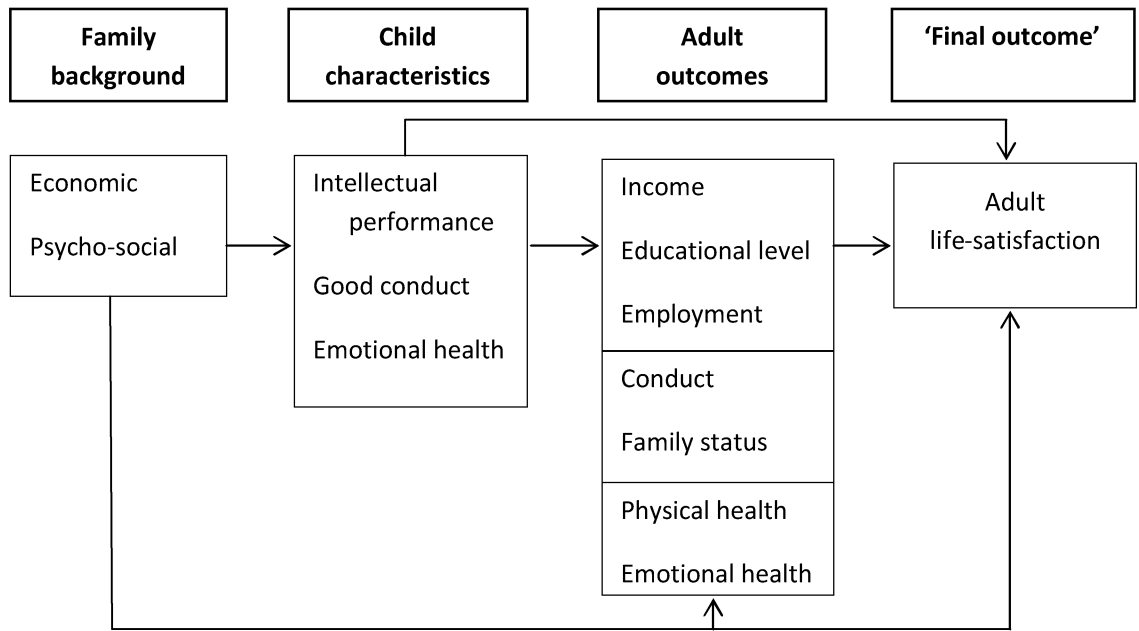 Family
background
Child
characteristics
Adult
outcomes
‘Final outcome’
Economic
Psycho-social
Intellectual
performance
Good conduct
Emotional health
Income
Educational level
Employment
Conduct
Family status
Physical health
Emotional health
Adult
life-satisfaction